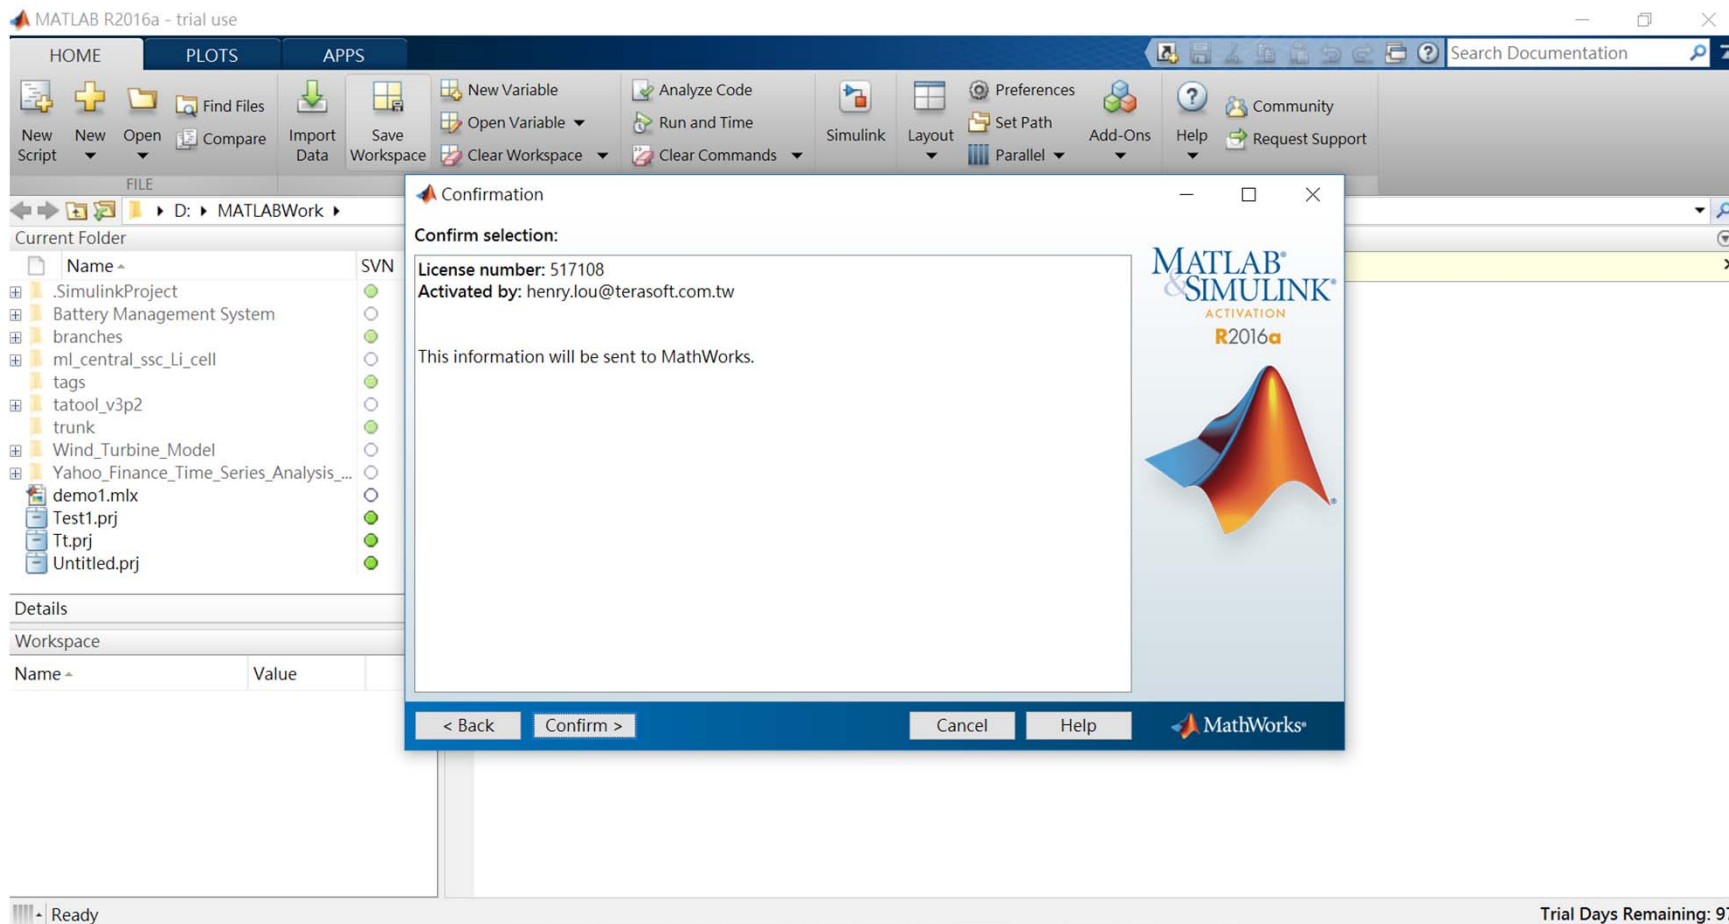 MATLAB R2016a - trial use
HOME PLOTS APPS
Search Documentation
New Script
New
Open
Find Files
Compare
Import Data
Save Workspace
New Variable
Open Variable
Clear Workspace
Analyze Code
Run and Time
Clear Commands
Simulink
Layout
Preferences
Set Path
Parallel
Add-Ons
Help
Community
Request Support
FILE
D: MATLABWork
Current Folder
Name SVN
.SimulinkProject
Battery Management System
branches
ml_central_ssc_Li_cell
tags
tatool_v3p2
trunk
Wind_Turbine_Model
Yahoo_Finance_Time_Series_Analysis_...
demo1.mlx
Test1.prj
Tt.prj
Untitled.prj
Details
Workspace
Name Value
Confirmation
Confirm selection:
License number: 517108
Activated by: henry.lou@terasoft.com.tw
This information will be sent to MathWorks.
MATLAB®
&SIMULINK®
ACTIVATION
R2016a
< Back Confirm > Cancel Help
MathWorks®
Ready
Trial Days Remaining: 97